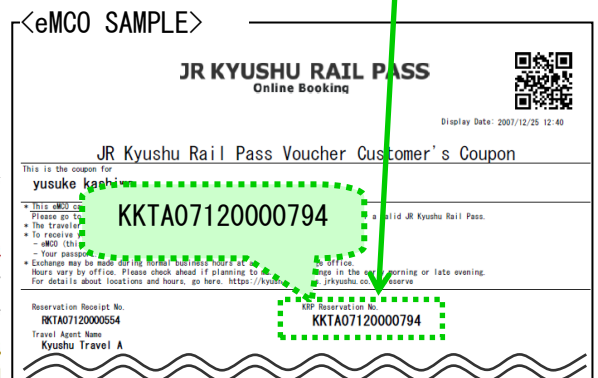 <eMCO SAMPLE>
JR KYUSHU RAIL PASS
Online Booking
Display Date: 2007/12/25 12:40
JR Kyushu Rail Pass Voucher Customer's Coupon
This is the coupon for
yusuke
* This eMCO
Please go to a valid JR Kyushu Rail Pass.
* The traveler
* To receive
- eMCO (thi
- Your passpo
* Exchange may be made during normal business hours at office.
Hours vary by office. Please check ahead if planning to nge in the early morning or late evening.
For details about locations and hours, go here. https://kyush .jrkyushu.co. reserve
KKTA07120000794
Reservation Receipt No.
RKTA07120000554
KRP Reservation No.
KKTA07120000794
Travel Agent Name
Kyushu Travel A